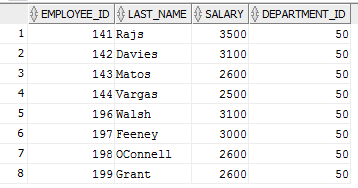 EMPLOYEE_ID LAST_NAME SALARY DEPARTMENT_ID
1 141 Rajs 3500 50
2 142 Davies 3100 50
3 143 Matos 2600 50
4 144 Vargas 2500 50
5 196 Walsh 3100 50
6 197 Feeney 3000 50
7 198 OConnell 2600 50
8 199 Grant 2600 50